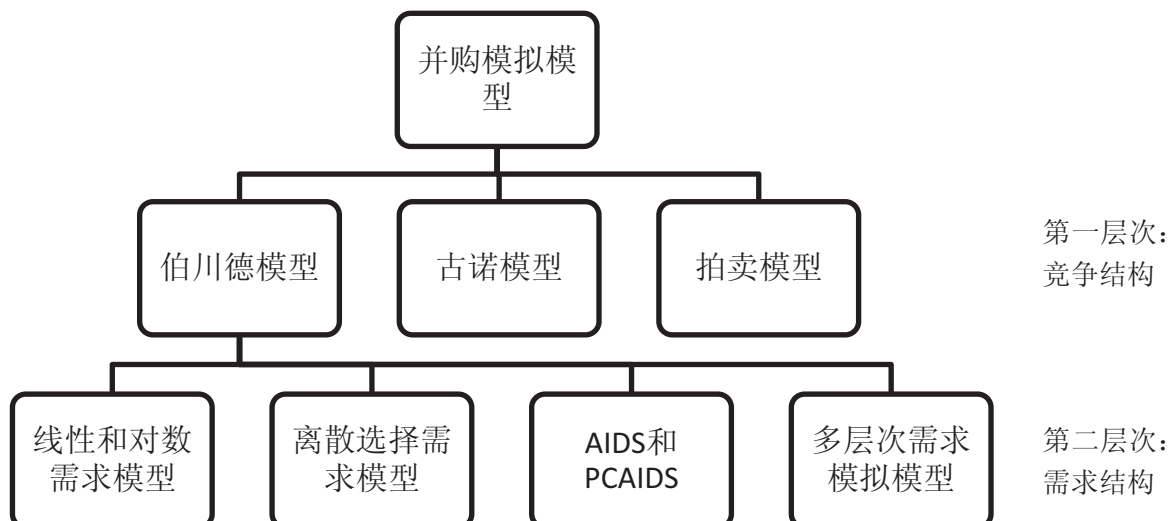 并购模拟模
型
伯川德模型
古诺模型
拍卖模型
第一层次：
竞争结构
线性和对数
需求模型
离散选择需
求模型
AIDS和
PCAIDS
多层次需求
模拟模型
第二层次：
需求结构